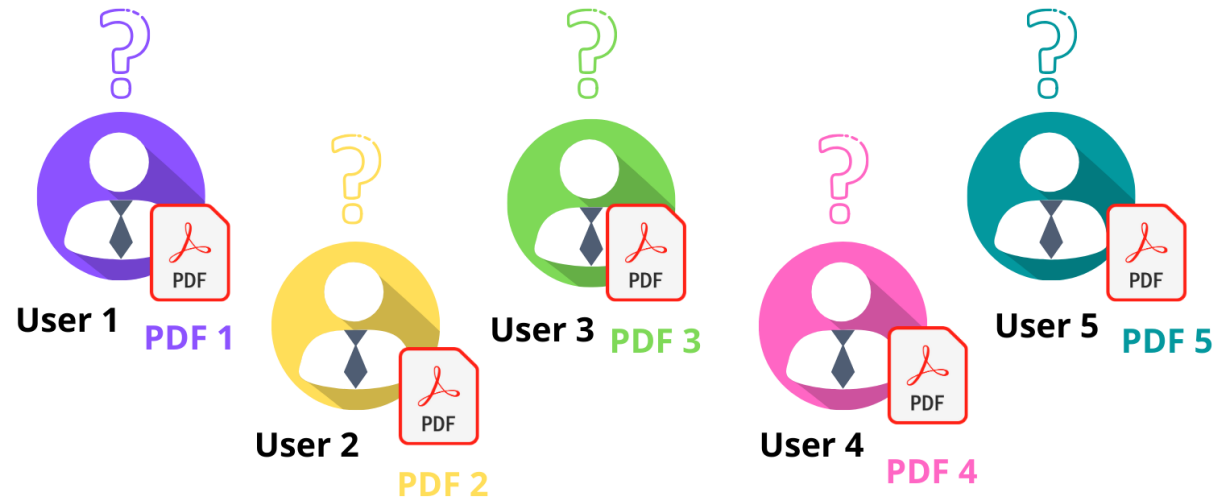 PDF
User 1
PDF 1
PDF
User 2
PDF 2
PDF
User 3
PDF 3
PDF
User 4
PDF 4
PDF
User 5
PDF 5